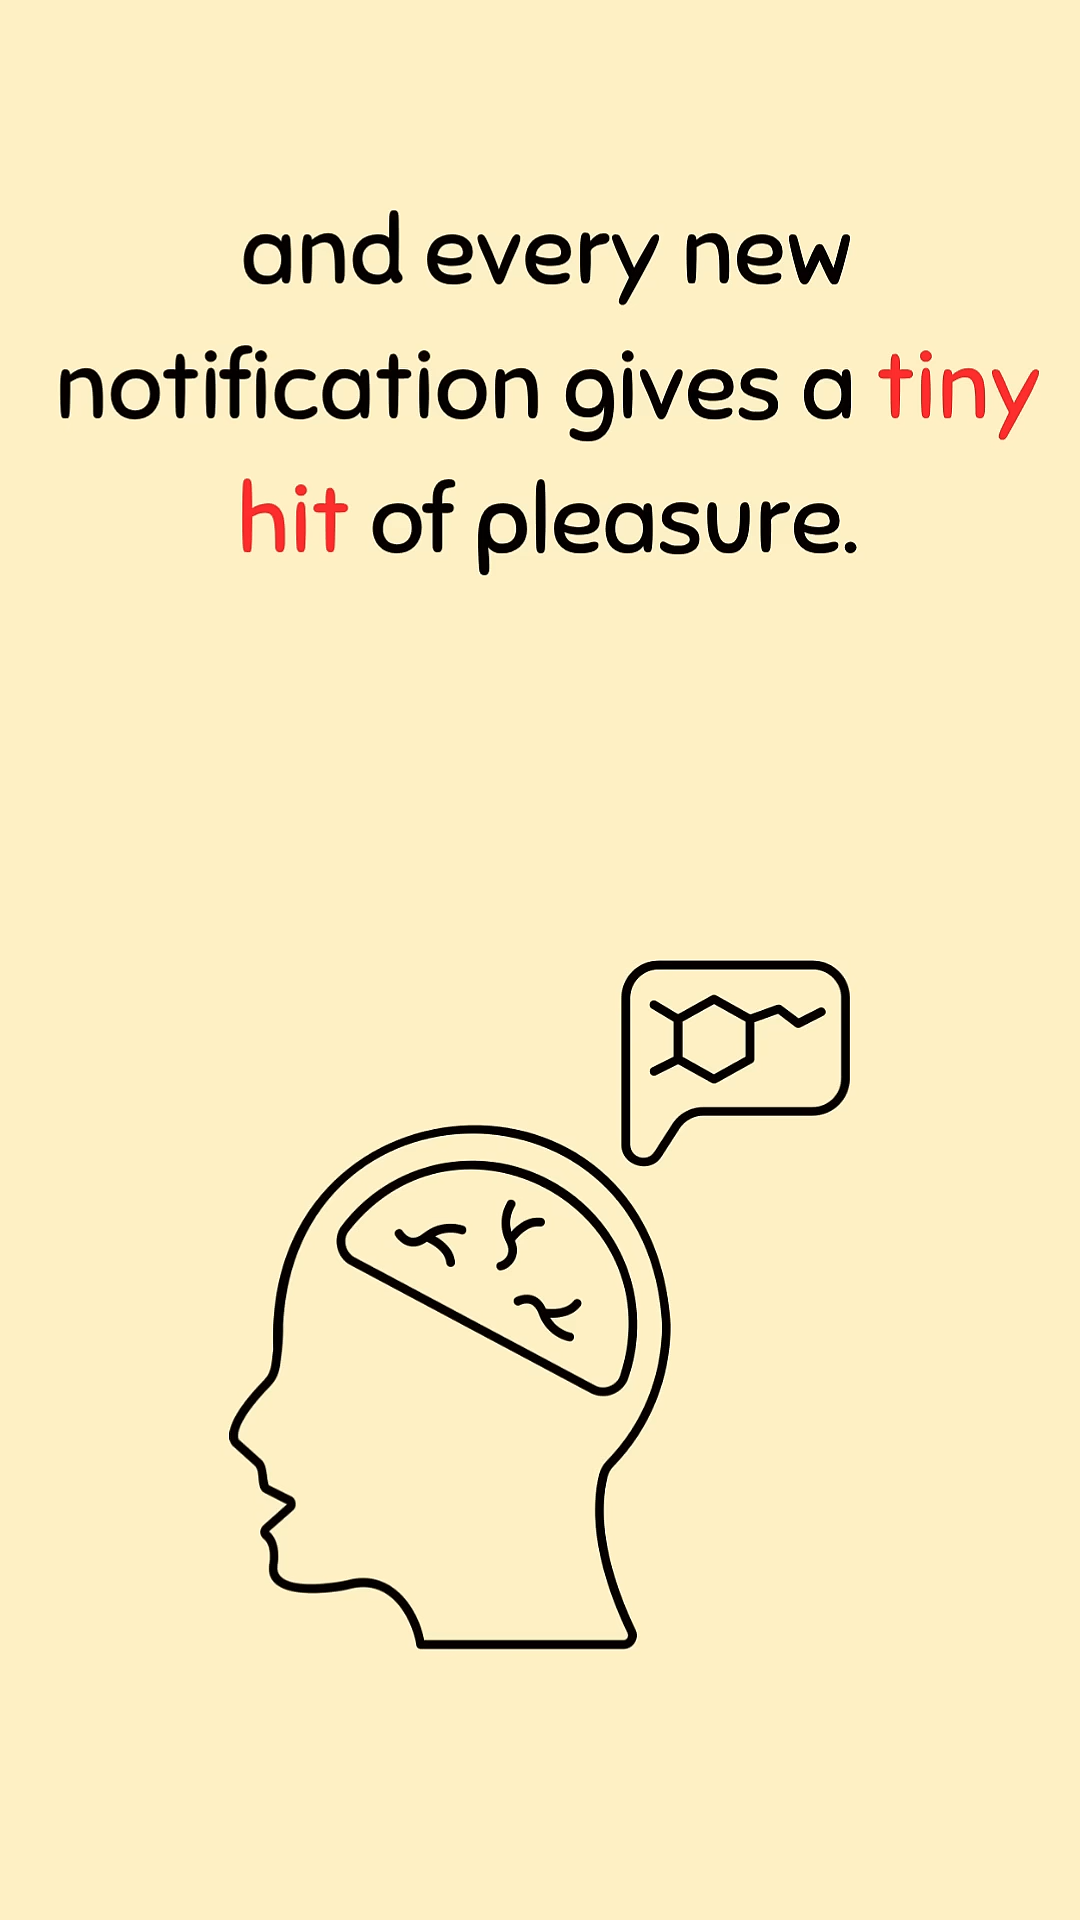 and every new
notification gives a tiny
hit of pleasure.